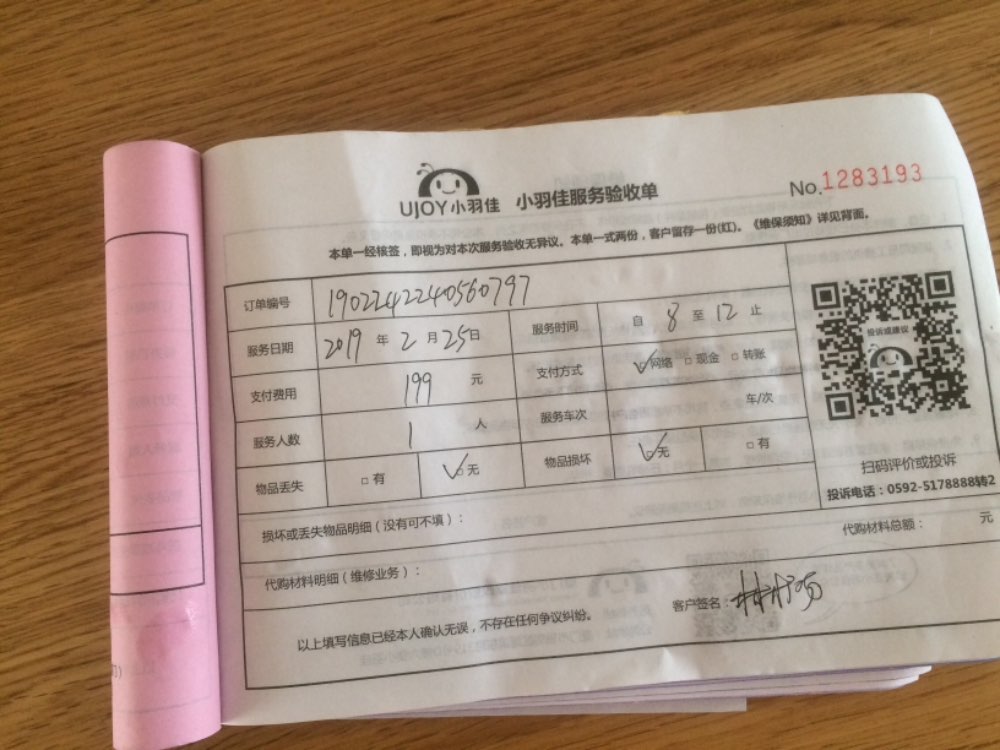 UJOY小羽佳 小羽佳服务验收单 No.1283193
本单一经核签，即视为对本次服务验收无异议。本单一式两份，客户留存一份(红)。《维保须知》详见背面。
订单编号 1902242240560797
服务日期 2019 年 2 月 25 日 服务时间 自 8 至 12 止
支付费用 199 元 支付方式 ☑网络 □现金 □转账
服务人数 1 人 服务车次 车/次
物品丢失 □有 ☑无 物品损坏 ☑无 □有
投诉或建议
扫码评价或投诉
投诉电话：0592-5178888转2
损坏或丢失物品明细（没有可不填）：
代购材料明细（维修业务）： 代购材料总额： 元
以上填写信息已经本人确认无误，不存在任何争议纠纷。 客户签名：